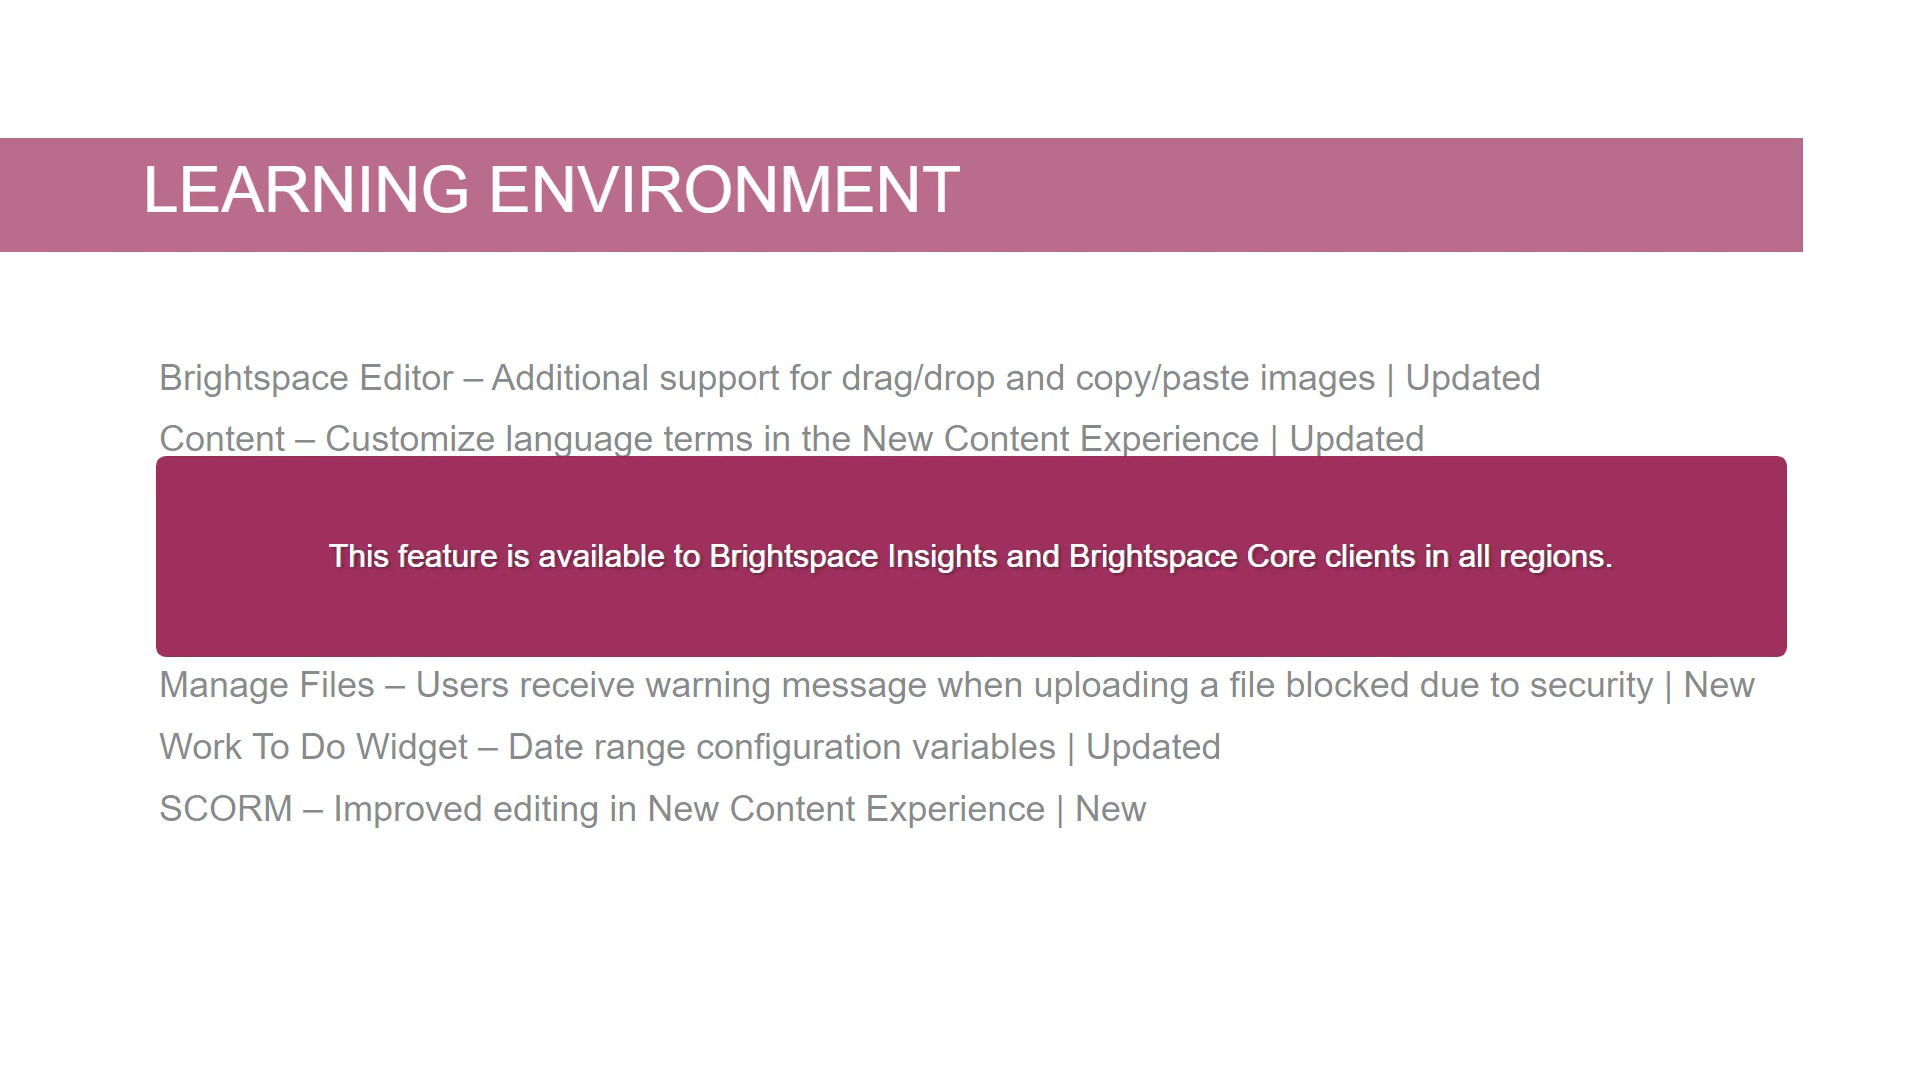 LEARNING ENVIRONMENT
Brightspace Editor – Additional support for drag/drop and copy/paste images | Updated
Content – Customize language terms in the New Content Experience | Updated
This feature is available to Brightspace Insights and Brightspace Core clients in all regions.
Manage Files – Users receive warning message when uploading a file blocked due to security | New
Work To Do Widget – Date range configuration variables | Updated
SCORM – Improved editing in New Content Experience | New